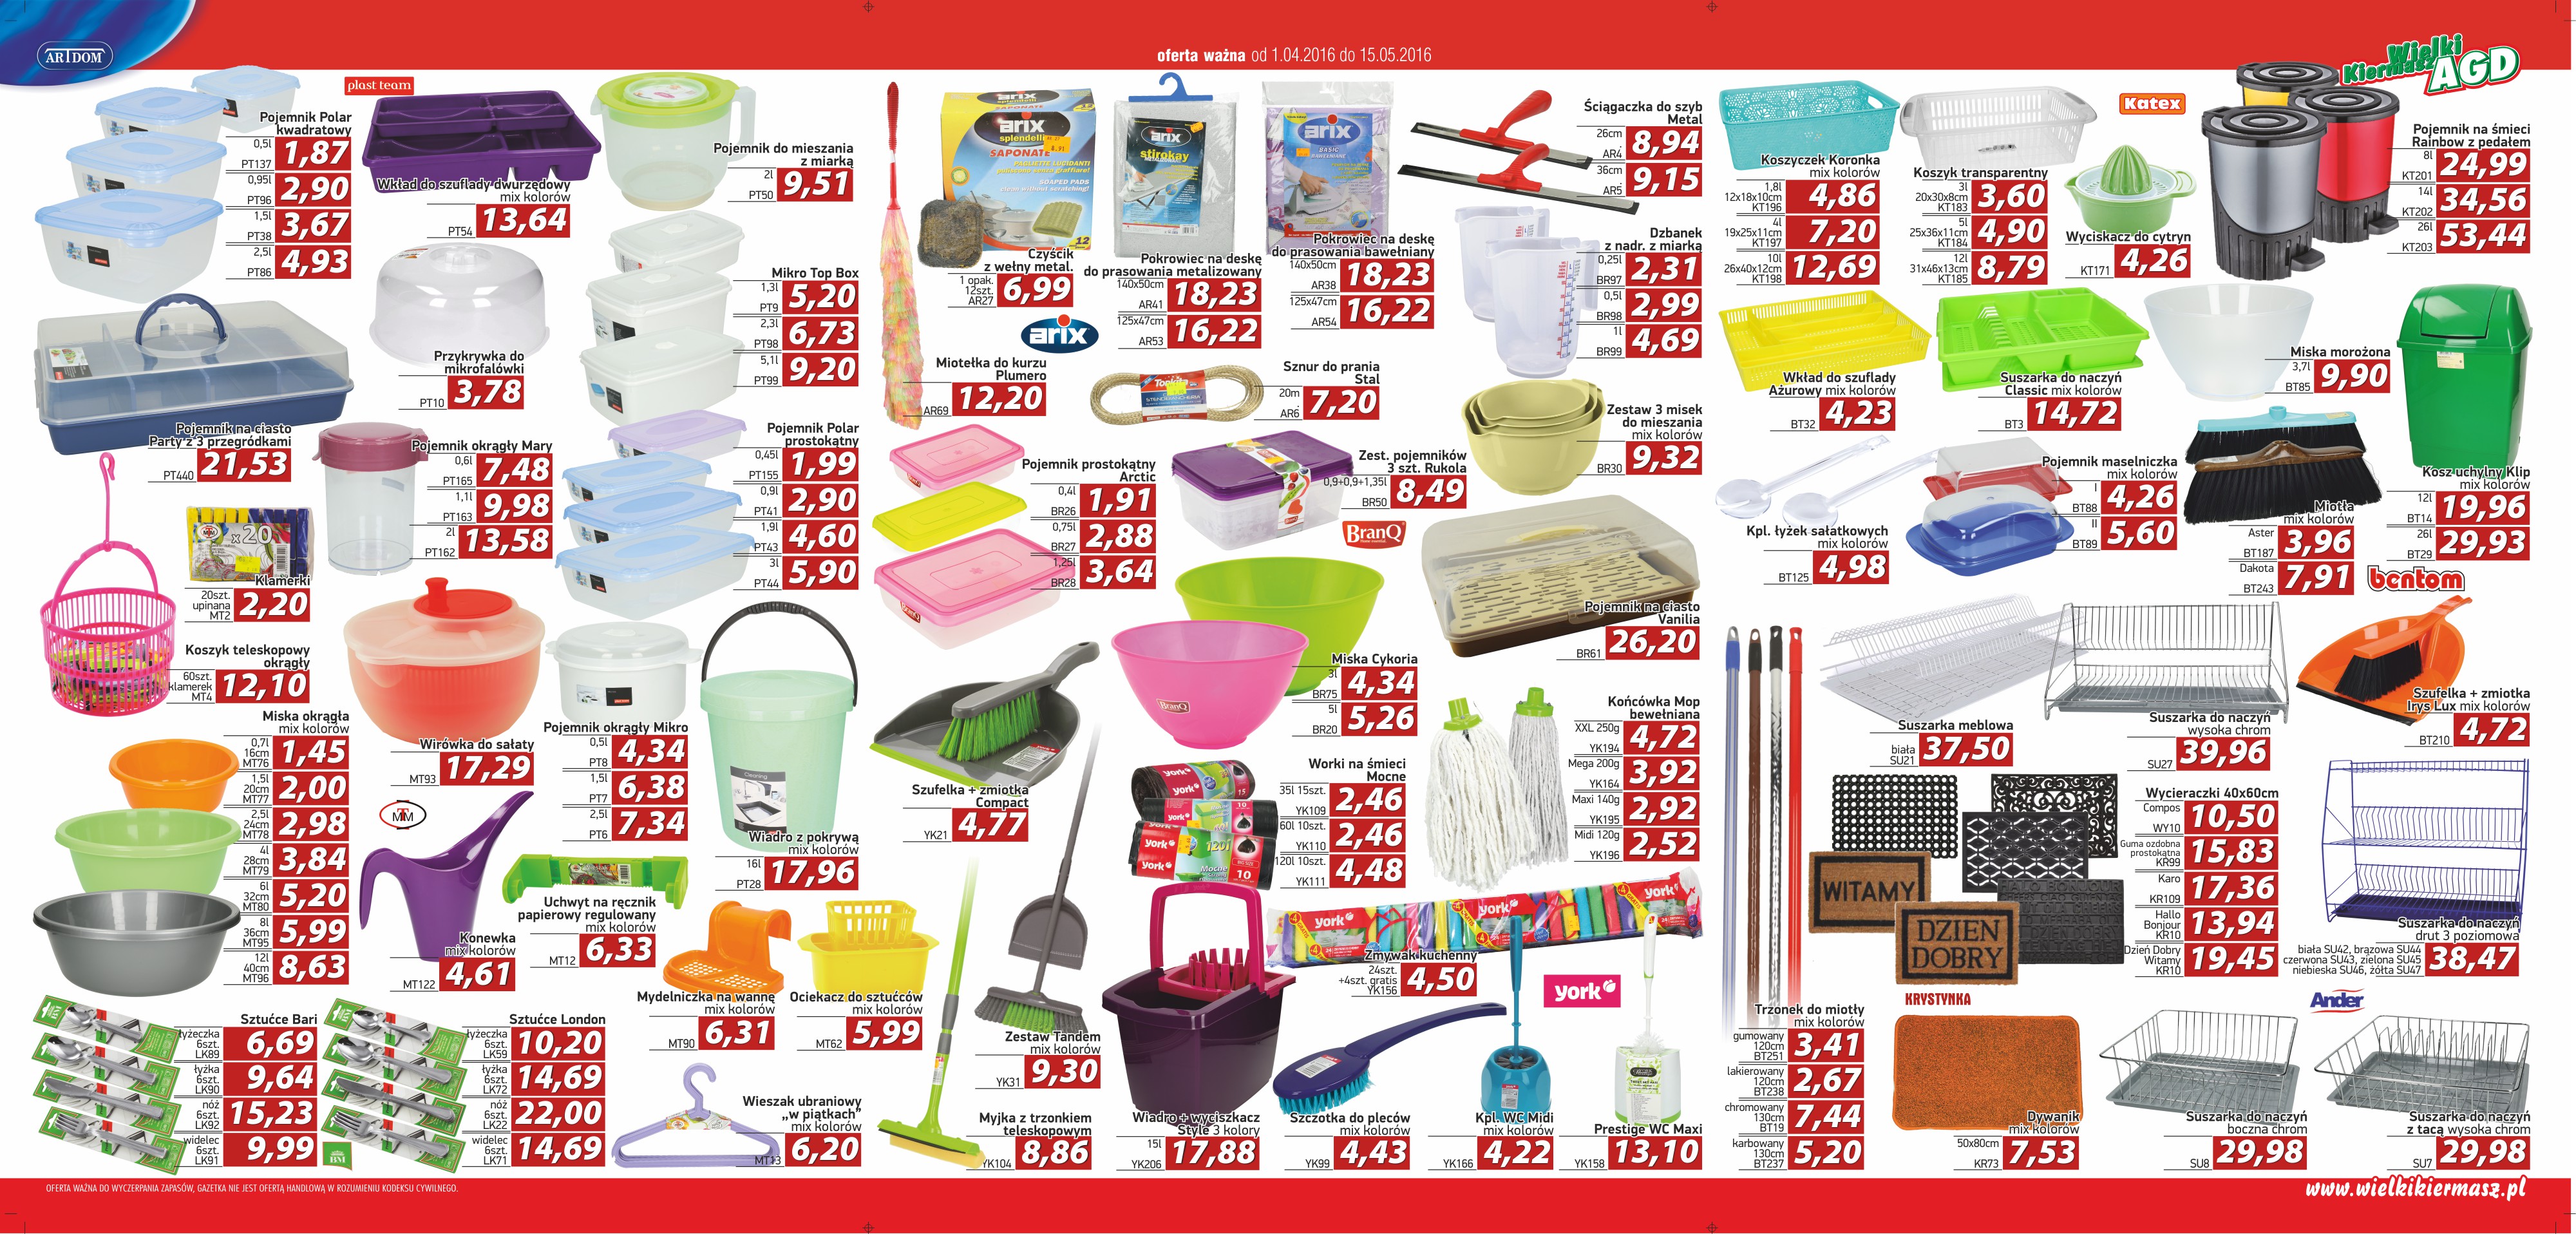 ARTDOM
oferta ważna od 1.04.2016 do 15.05.2016
Wielki
Kiermasz
AGD
plast team
Pojemnik Polar
kwadratowy
0,5l
PT137
1,87
0,95l
PT96
2,90
1,5l
PT38
3,67
2,5l
PT86
4,93
Wkład do szuflady dwurzędowy
mix kolorów
PT54
13,64
Pojemnik do mieszania
z miarką
2l
PT50
9,51
Przykrywka do
mikrofalówki
PT10
3,78
Mikro Top Box
1,3l
PT9
5,20
2,3l
PT98
6,73
5,1l
PT99
9,20
Pojemnik na ciasto
Party z 3 przegródkami
PT440
21,53
Pojemnik okrągły Mary
0,6l
PT165
7,48
1,1l
PT163
9,98
2l
PT162
13,58
Pojemnik Polar
prostokątny
0,45l
PT155
1,99
0,9l
PT41
2,90
1,9l
PT43
4,60
3l
PT44
5,90
x20
Klamerki
20szt.
upinana
MT2
2,20
Koszyk teleskopowy
okrągły
60szt.
klamerek
MT4
12,10
Miska okrągła
mix kolorów
0,7l
16cm
MT76
1,45
1,5l
20cm
MT77
2,00
2,5l
24cm
MT78
2,98
4l
28cm
MT79
3,84
6l
32cm
MT80
5,20
8l
36cm
MT95
5,99
12l
40cm
MT96
8,63
Wirówka do sałaty
MT93
17,29
MTM
Pojemnik okrągły Mikro
0,5l
PT8
4,34
1,5l
PT7
6,38
2,5l
PT6
7,34
Cleaning
Wiadro z pokrywą
mix kolorów
16l
PT28
17,96
Konewka
mix kolorów
MT122
4,61
Uchwyt na ręcznik
papierowy regulowany
mix kolorów
MT12
6,33
Mydelniczka na wannę
mix kolorów
MT90
6,31
Ociekacz do sztućców
mix kolorów
MT62
5,99
Sztućce Bari
łyżeczka
6szt.
LK89
6,69
łyżka
6szt.
LK90
9,64
nóż
6szt.
LK92
15,23
widelec
6szt.
LK91
9,99
Sztućce London
łyżeczka
6szt.
LK59
10,20
łyżka
6szt.
LK72
14,69
nóż
6szt.
LK22
22,00
widelec
6szt.
LK71
14,69
BM
Wieszak ubraniowy
„w piątkach”
mix kolorów
MT13
6,20
arix
splendelli
SAPONATE
12
Czyścik
z wełny metal.
1 opak.
12szt.
AR27
6,99
arix
Miotełka do kurzu
Plumero
AR69
12,20
arix
stirokay
Pokrowiec na deskę
do prasowania metalizowany
140x50cm
AR41
18,23
125x47cm
AR53
16,22
arix
BASIC
Pokrowiec na deskę
do prasowania bawełniany
140x50cm
AR38
18,23
125x47cm
AR54
16,22
Ściągaczka do szyb
Metal
26cm
AR4
8,94
36cm
AR5
9,15
Dzbanek
z nadr. z miarką
0,25l
BR97
2,31
0,5l
BR98
2,99
1l
BR99
4,69
Sznur do prania
Stal
20m
AR6
7,20
Zestaw 3 misek
do mieszania
mix kolorów
BR30
9,32
Pojemnik prostokątny
Arctic
0,4l
BR26
1,91
0,75l
BR27
2,88
1,25l
BR28
3,64
Zest. pojemników
3 szt. Rukola
0,9+0,9+1,35l
BR50
8,49
BranQ
Pojemnik na ciasto
Vanilia
BR61
26,20
BranQ
Miska Cykoria
3l
BR75
4,34
5l
BR20
5,26
Szufelka + zmiotka
Compact
YK21
4,77
Worki na śmieci
Mocne
35l 15szt.
YK109
2,46
60l 10szt.
YK110
2,46
120l 10szt.
YK111
4,48
york
15
york
10
york
120l
Mocne
10
Końcówka Mop
bewełniana
XXL 250g
YK194
4,72
Mega 200g
YK164
3,92
Maxi 140g
YK195
2,92
Midi 120g
YK196
2,52
york
york
york
Zmywak kuchenny
24szt.
+4szt. gratis
YK156
4,50
york
Zestaw Tandem
mix kolorów
YK31
9,30
Myjka z trzonkiem
teleskopowym
YK104
8,86
Wiadro + wyciskacz
Style 3 kolory
15l
YK206
17,88
Szczotka do pleców
mix kolorów
YK99
4,43
Kpl. WC Midi
mix kolorów
YK166
4,22
Prestige WC Maxi
YK158
13,10
Koszyczek Koronka
mix kolorów
1,8l
12x18x10cm
KT196
4,86
4l
19x25x11cm
KT197
7,20
10l
26x40x12cm
KT198
12,69
Koszyk transparentny
3l
20x30x8cm
KT183
3,60
5l
25x36x11cm
KT184
4,90
12l
31x46x13cm
KT185
8,79
Katex
Wyciskacz do cytryn
KT171
4,26
Pojemnik na śmieci
Rainbow z pedałem
8l
KT201
24,99
14l
KT202
34,56
26l
KT203
53,44
Wkład do szuflady
Ażurowy mix kolorów
BT32
4,23
Suszarka do naczyń
Classic mix kolorów
BT3
14,72
Miska morożona
3,7l
BT85
9,90
Kpl. łyżek sałatkowych
mix kolorów
BT125
4,98
Pojemnik maselniczka
mix kolorów
I
BT88
4,26
II
BT89
5,60
Miotła
mix kolorów
Aster
BT187
3,96
Dakota
BT243
7,91
Kosz uchylny Klip
mix kolorów
12l
BT14
19,96
26l
BT29
29,93
bentom
Suszarka meblowa
biała
SU21
37,50
Suszarka do naczyń
wysoka chrom
SU27
39,96
Szufelka + zmiotka
Irys Lux mix kolorów
BT210
4,72
WITAMY
DZIEN
DOBRY
Wycieraczki 40x60cm
Compos
WY10
10,50
Guma ozdobna
prostokątna
KR99
15,83
Karo
KR109
17,36
Hallo
Bonjour
KR10
13,94
Dzień Dobry
Witamy
KR10
19,45
KRYSTYNKA
Suszarka do naczyń
drut 3 poziomowa
biała SU42, brązowa SU44
czerwona SU43, zielona SU45
niebieska SU46, żółta SU47
38,47
Ander
Trzonek do miotły
mix kolorów
gumowany
120cm
BT251
3,41
lakierowany
120cm
BT238
2,67
chromowany
130cm
BT19
7,44
karbowany
130cm
BT237
5,20
Dywanik
mix kolorów
50x80cm
KR73
7,53
Suszarka do naczyń
boczna chrom
SU8
29,98
Suszarka do naczyń
z tacą wysoka chrom
SU7
29,98
OFERTA WAŻNA DO WYCZERPANIA ZAPASÓW, GAZETKA NIE JEST OFERTĄ HANDLOWĄ W ROZUMIENIU KODEKSU CYWILNEGO.
www.wielkikiermasz.pl